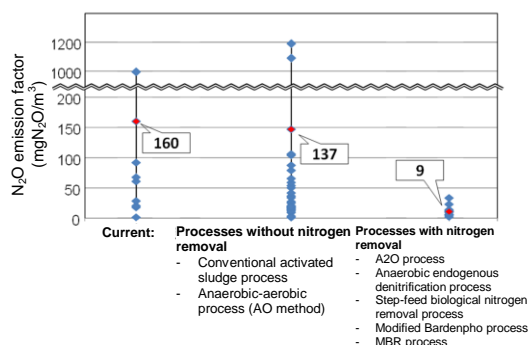 N₂O emission factor
(mgN₂O/m³)
1200
1000
200
150
100
50
0
160
137
9
Current:
Processes without nitrogen
removal
- Conventional activated
sludge process
- Anaerobic-aerobic
process (AO method)
Processes with nitrogen
removal
- A2O process
- Anaerobic endogenous
denitrification process
- Step-feed biological nitrogen
removal process
- Modified Bardenpho process
- MBR process